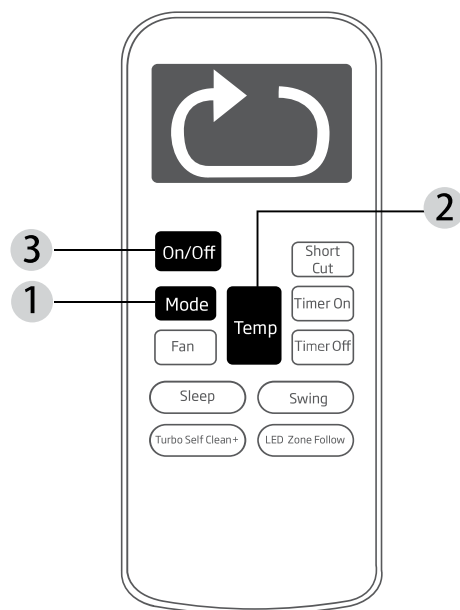 2
3
On/Off
Short
Cut
1
Mode
Temp
Timer On
Fan
Timer Off
Sleep
Swing
Turbo Self Clean+
LED Zone Follow